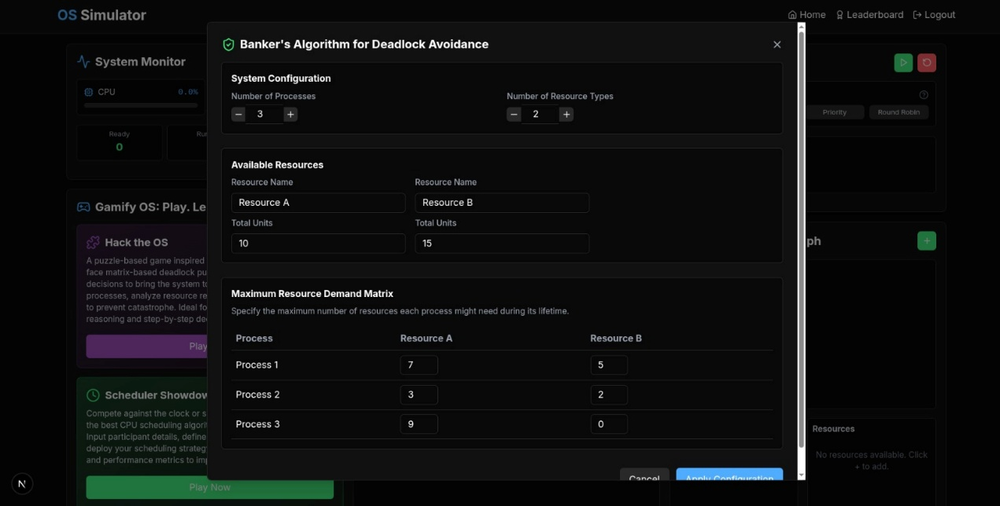 OS Simulator
Home
Leaderboard
Logout
System Monitor
CPU 0.0%
Ready
0
Gamify OS: Play. Le
Hack the OS
A puzzle-based game inspired
face matrix-based deadlock pu
decisions to bring the system to
processes, analyze resource re
to prevent catastrophe. Ideal fo
reasoning and step-by-step de
Play
Scheduler Showdow
Compete against the clock or s
the best CPU scheduling algorit
Input participant details, define
deploy your scheduling strateg
and performance metrics to im
Play Now
N
Banker's Algorithm for Deadlock Avoidance
System Configuration
Number of Processes Number of Resource Types
− 3 + − 2 +
Available Resources
Resource Name Resource Name
Resource A Resource B
Total Units Total Units
10 15
Maximum Resource Demand Matrix
Specify the maximum number of resources each process might need during its lifetime.
Process Resource A Resource B
Process 1 7 5
Process 2 3 2
Process 3 9 0
Cancel Apply Configuration
Priority Round Robin
ph
+
Resources
No resources available. Click
+ to add.